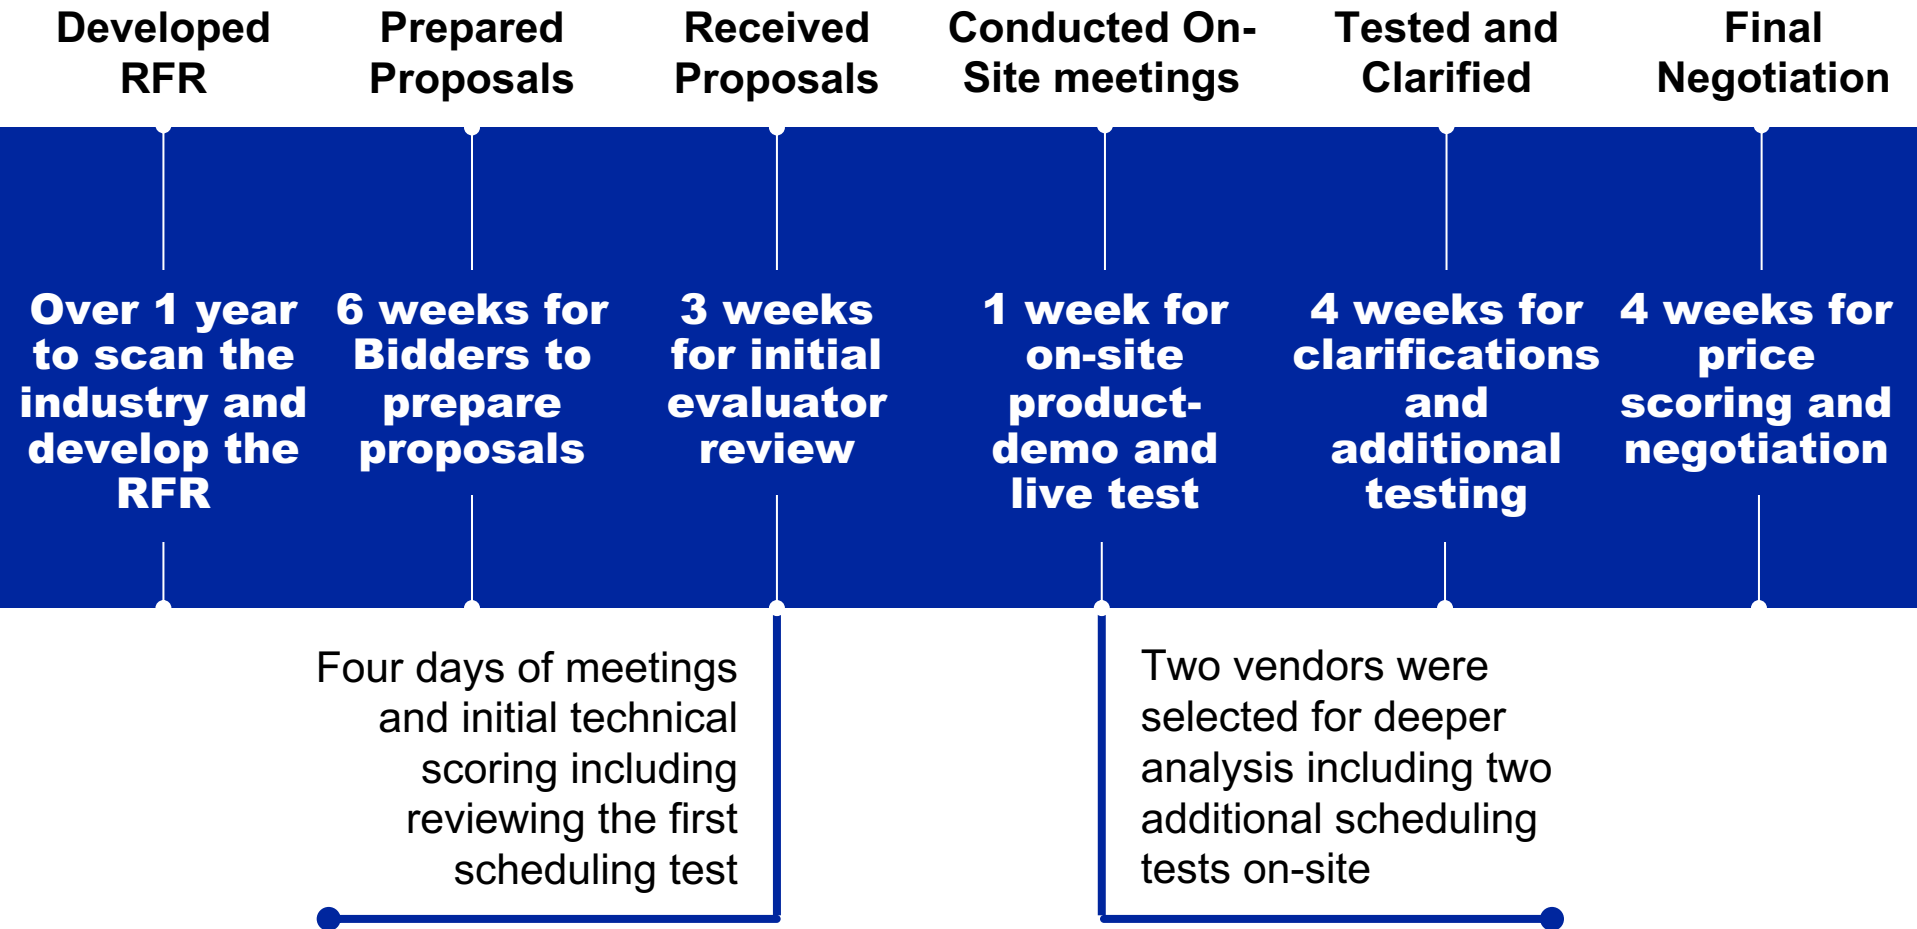 Developed
RFR
Prepared
Proposals
Received
Proposals
Conducted On-
Site meetings
Tested and
Clarified
Final
Negotiation
Over 1 year
to scan the
industry and
develop the
RFR
6 weeks for
Bidders to
prepare
proposals
3 weeks
for initial
evaluator
review
1 week for
on-site
product-
demo and
live test
4 weeks for
clarifications
and
additional
testing
4 weeks for
price
scoring and
negotiation
Four days of meetings
and initial technical
scoring including
reviewing the first
scheduling test
Two vendors were
selected for deeper
analysis including two
additional scheduling
tests on-site